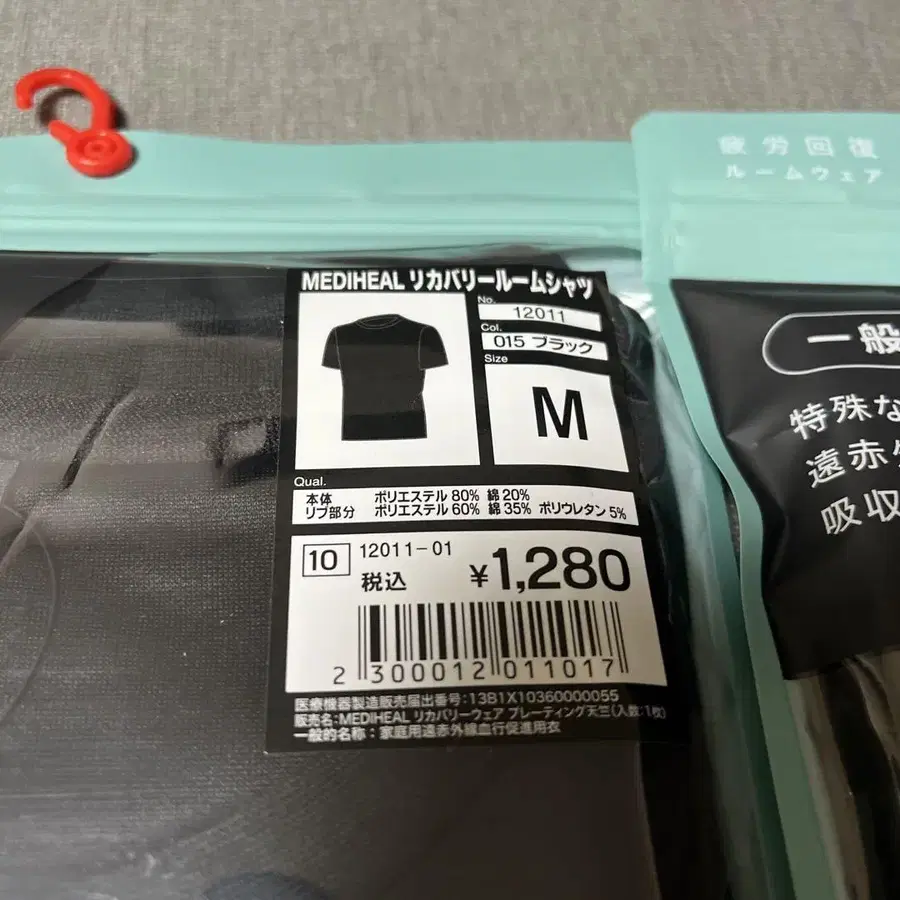 MEDIHEAL リカバリールームシャツ
No.
12011
Col.
015 ブラック
Size
M
Qual.
本体 ポリエステル 80% 綿 20%
リブ部分 ポリエステル 60% 綿 35% ポリウレタン 5%
10 12011-01
税込 ¥1,280
2 300012 011017
医療機器製造販売届出番号:13B1X10360000055
販売名:MEDIHEAL リカバリーウェア プレーティング天竺(入数:1枚)
一般的名称:家庭用遠赤外線血行促進用衣
疲労回復
ルームウェア
一般
特殊な
遠赤外
吸収